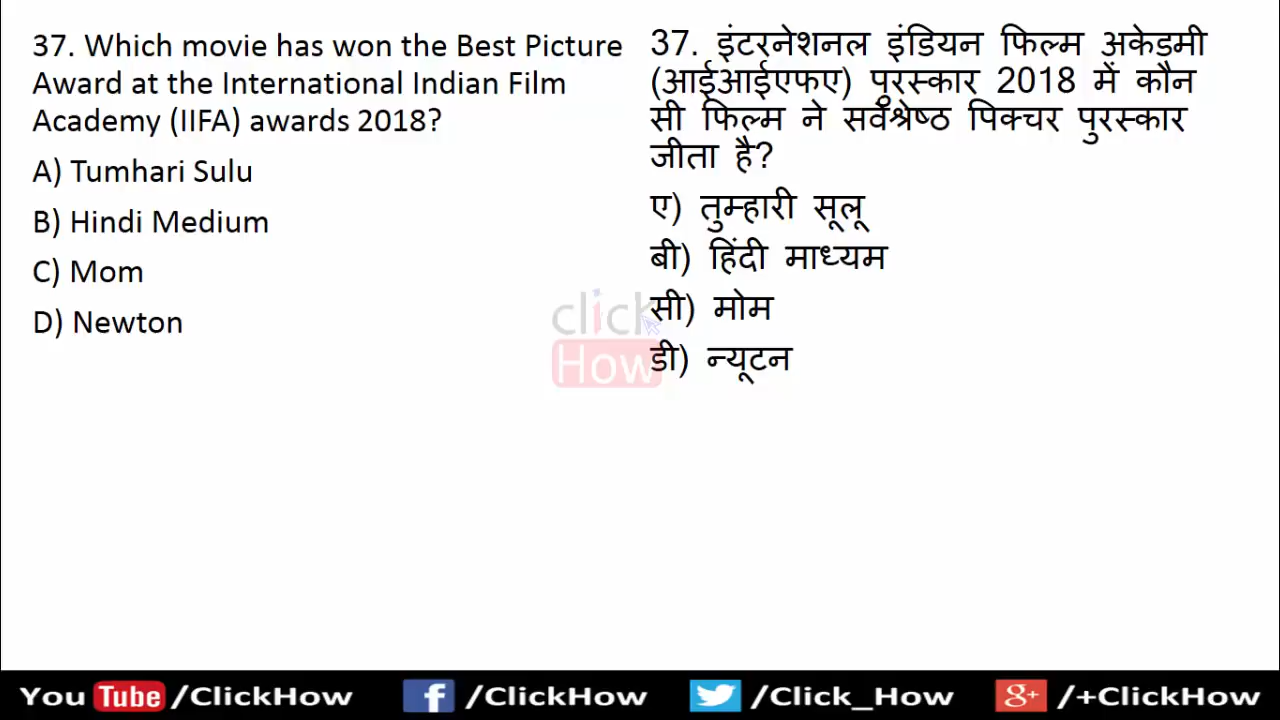 37. Which movie has won the Best Picture
Award at the International Indian Film
Academy (IIFA) awards 2018?
A) Tumhari Sulu
B) Hindi Medium
C) Mom
D) Newton
37. इंटरनेशनल इंडियन फिल्म अकेडमी
(आईआईएफए) पुरस्कार 2018 में कौन
सी फिल्म ने सर्वश्रेष्ठ पिक्चर पुरस्कार
जीता है?
ए) तुम्हारी सूलू
बी) हिंदी माध्यम
सी) मोम
डी) न्यूटन
click
How
You Tube /ClickHow f /ClickHow /Click_How g+ /+ClickHow